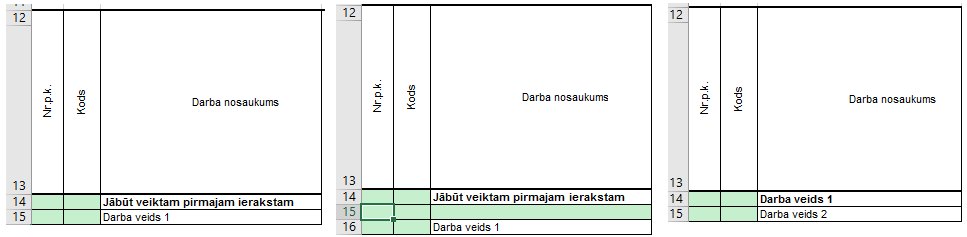 12
Nr.p.k.
Kods
Darba nosaukums
13
14
Jābūt veiktam pirmajam ierakstam
15
Darba veids 1
12
Nr.p.k.
Kods
Darba nosaukums
13
14
Jābūt veiktam pirmajam ierakstam
15
16
Darba veids 1
12
Nr.p.k.
Kods
Darba nosaukums
13
14
Darba veids 1
15
Darba veids 2